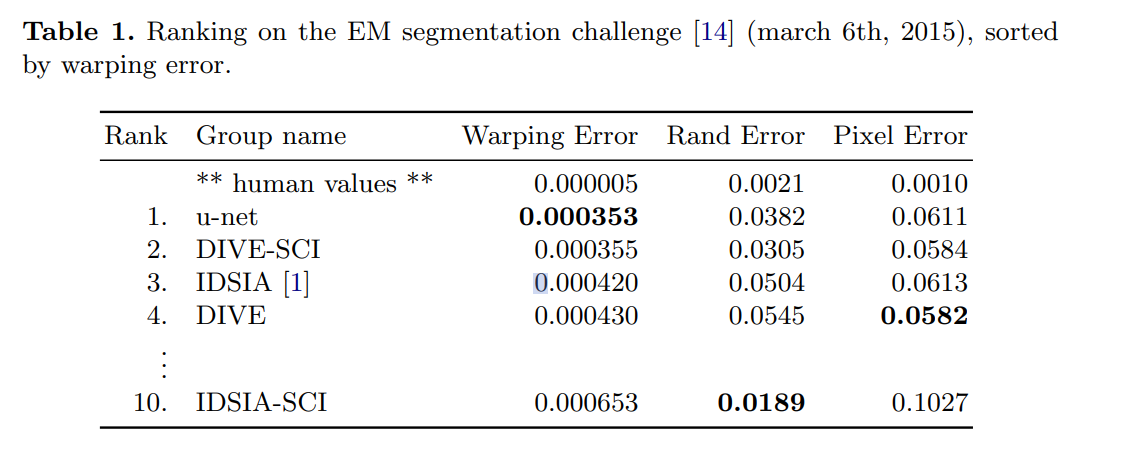 Table 1. Ranking on the EM segmentation challenge [14] (march 6th, 2015), sorted
by warping error.
Rank Group name Warping Error Rand Error Pixel Error
** human values ** 0.000005 0.0021 0.0010
1. u-net 0.000353 0.0382 0.0611
2. DIVE-SCI 0.000355 0.0305 0.0584
3. IDSIA [1] 0.000420 0.0504 0.0613
4. DIVE 0.000430 0.0545 0.0582
⋮
10. IDSIA-SCI 0.000653 0.0189 0.1027